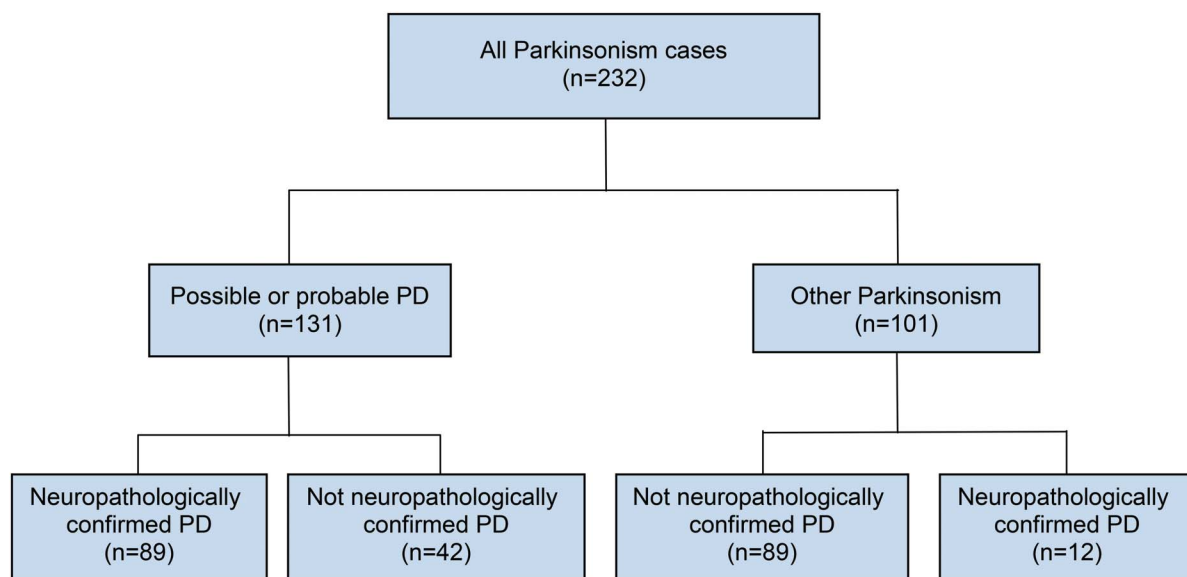 All Parkinsonism cases
(n=232)
Possible or probable PD
(n=131)
Other Parkinsonism
(n=101)
Neuropathologically
confirmed PD
(n=89)
Not neuropathologically
confirmed PD
(n=42)
Not neuropathologically
confirmed PD
(n=89)
Neuropathologically
confirmed PD
(n=12)